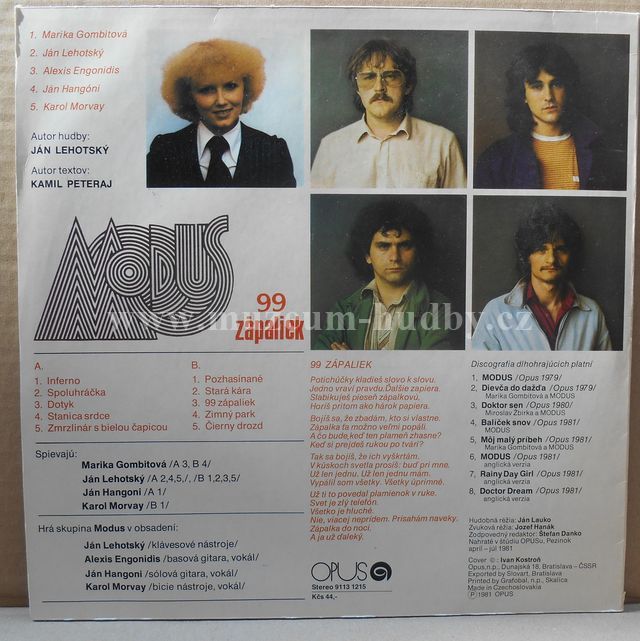 1. Marika Gombitová
2. Ján Lehotský
3. Alexis Engonidis
4. Ján Hangóni
5. Karol Morvay
Autor hudby:
JÁN LEHOTSKÝ
Autor textov:
KAMIL PETERAJ
MODUS
99
Zápaliek
www.muzeum-hudby.cz
A:
1. Inferno
2. Spoluhráčka
3. Dotyk
4. Stanica srdce
5. Zmrzlinár s bielou čapicou
B:
1. Pozhasínané
2. Stará kára
3. 99 zápaliek
4. Zimný park
5. Čierny drozd
Spievajú:
Marika Gombitová /A 3, B 4/
Ján Lehotský /A 2,4,5,/, /B 1,2,3,5/
Ján Hangoni /A 1/
Karol Morvay /B 1/
Hrá skupina Modus v obsadení:
Ján Lehotský /klávesové nástroje/
Alexis Engonidis /basová gitara, vokál/
Ján Hangoni /sólová gitara, vokál/
Karol Morvay /bicie nástroje, vokál/
99 ZÁPALIEK
Potichúčky kladieš slovo k slovu.
Jedno vraví pravdu. Ďalšie zapiera.
Slabikuješ pieseň zápalkovú,
Horíš pritom ako hárok papiera.
Bojíš sa, že zbadám, kto si vlastne.
Zápalka ťa možno veľmi popáli.
A čo bude, keď ten plameň zhasne?
Keď si prejdeš rukou po tvári?
Tak sa bojíš, že ich vyškrtám.
V kúskoch svetla prosíš: buď pri mne.
Už len jednu. Už len jednu mám.
Vypálil som všetky. Všetky úprimné.
Už ti to povedal plamienok v ruke.
Svet je zlý telefón.
Všetko je hluché.
Nie, viacej neprídem. Prisahám naveky.
Zápalka do noci.
A ja už ďaleký.
OPUS
Stereo 9113 1215
Kčs 44,-
Discografia dlhohrajúcich platní
1, MODUS /Opus 1979/
2, Dievča do dažďa /Opus 1979/
Marika Gombitová a MODUS
3, Doktor sen /Opus 1980/
Miroslav Žbirka a MODUS
4, Balíček snov /Opus 1981/
MODUS
5, Môj malý príbeh /Opus 1981/
Marika Gombitová a MODUS
6, MODUS /Opus 1981/
anglická verzia
7, Rainy Day Girl /Opus 1981/
anglická verzia
8, Doctor Dream /Opus 1981/
anglická verzia
Hudobná réžia: Ján Lauko
Zvuková réžia: Jozef Hanák
Zodpovedný redaktor: Štefan Danko
Nahraté v štúdiu OPUSu, Pezinok
apríl – júl 1981
Cover © : Ivan Kostroň
Opus, n.p., Dunajská 18, Bratislava – ČSSR
Exported by Slovart, Bratislava
Printed by Grafobal, n.p., Skalica
Made in Czechoslovakia
Ⓟ 1981 OPUS